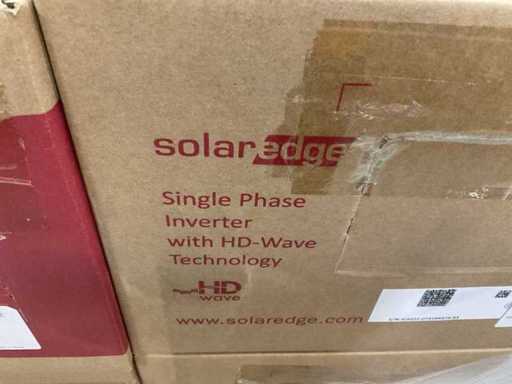 solaredge
Single Phase
Inverter
with HD-Wave
Technology
HD
wave
www.solaredge.com